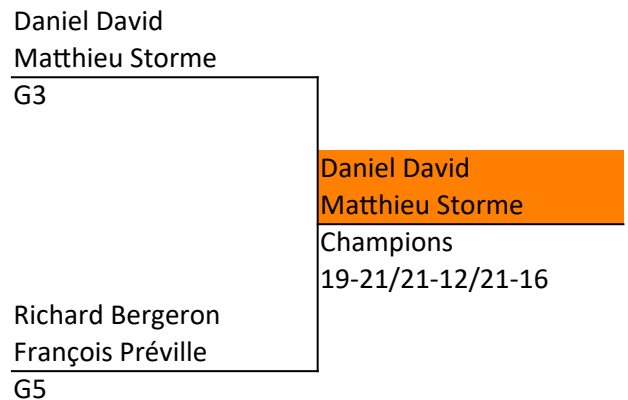 Daniel David
Matthieu Storme
G3
Daniel David
Matthieu Storme
Champions
19-21/21-12/21-16
Richard Bergeron
François Préville
G5